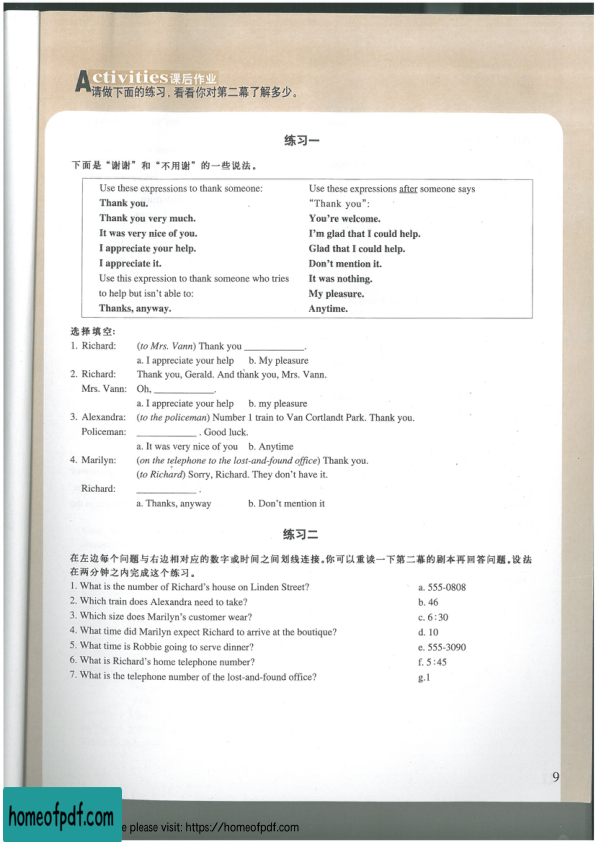 Activities 课后作业
请做下面的练习，看看你对第二幕了解多少。
练习一
下面是“谢谢”和“不用谢”的一些说法。
Use these expressions to thank someone:
Thank you.
Thank you very much.
It was very nice of you.
I appreciate your help.
I appreciate it.
Use this expression to thank someone who tries
to help but isn't able to:
Thanks, anyway.
Use these expressions after someone says
"Thank you":
You're welcome.
I'm glad that I could help.
Glad that I could help.
Don't mention it.
It was nothing.
My pleasure.
Anytime.
选择填空:
1. Richard: (to Mrs. Vann) Thank you ____________.
a. I appreciate your help b. My pleasure
2. Richard: Thank you, Gerald. And thank you, Mrs. Vann.
Mrs. Vann: Oh, ____________.
a. I appreciate your help b. my pleasure
3. Alexandra: (to the policeman) Number 1 train to Van Cortlandt Park. Thank you.
Policeman: ____________ . Good luck.
a. It was very nice of you b. Anytime
4. Marilyn: (on the telephone to the lost-and-found office) Thank you.
(to Richard) Sorry, Richard. They don't have it.
Richard: ____________ .
a. Thanks, anyway b. Don't mention it
练习二
在左边每个问题与右边相对应的数字或时间之间划线连接。你可以重读一下第二幕的剧本再回答问题。设法
在两分钟之内完成这个练习。
1. What is the number of Richard's house on Linden Street? a. 555-0808
2. Which train does Alexandra need to take? b. 46
3. Which size does Marilyn's customer wear? c. 6:30
4. What time did Marilyn expect Richard to arrive at the boutique? d. 10
5. What time is Robbie going to serve dinner? e. 555-3090
6. What is Richard's home telephone number? f. 5:45
7. What is the telephone number of the lost-and-found office? g.1
9
homeofpdf.com
e please visit: https://homeofpdf.com